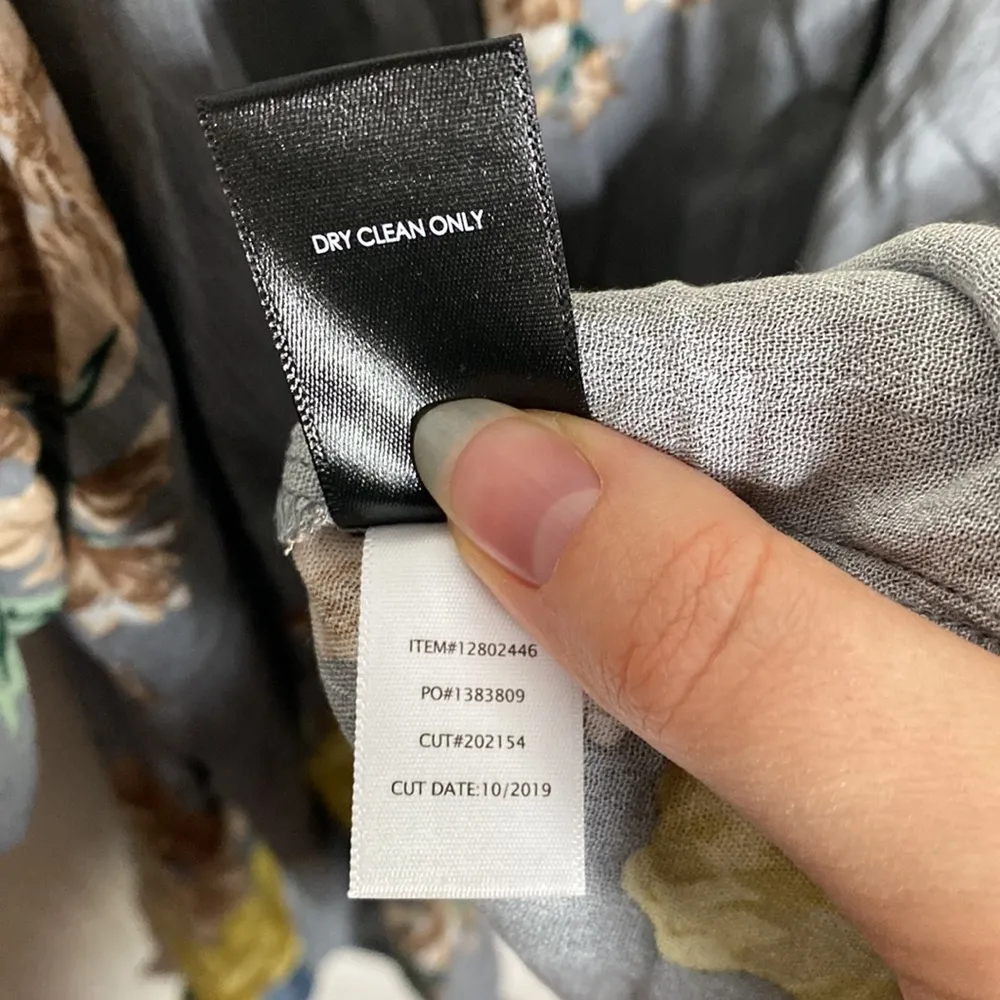 DRY CLEAN ONLY
ITEM#12802446
PO#1383809
CUT#202154
CUT DATE:10/2019